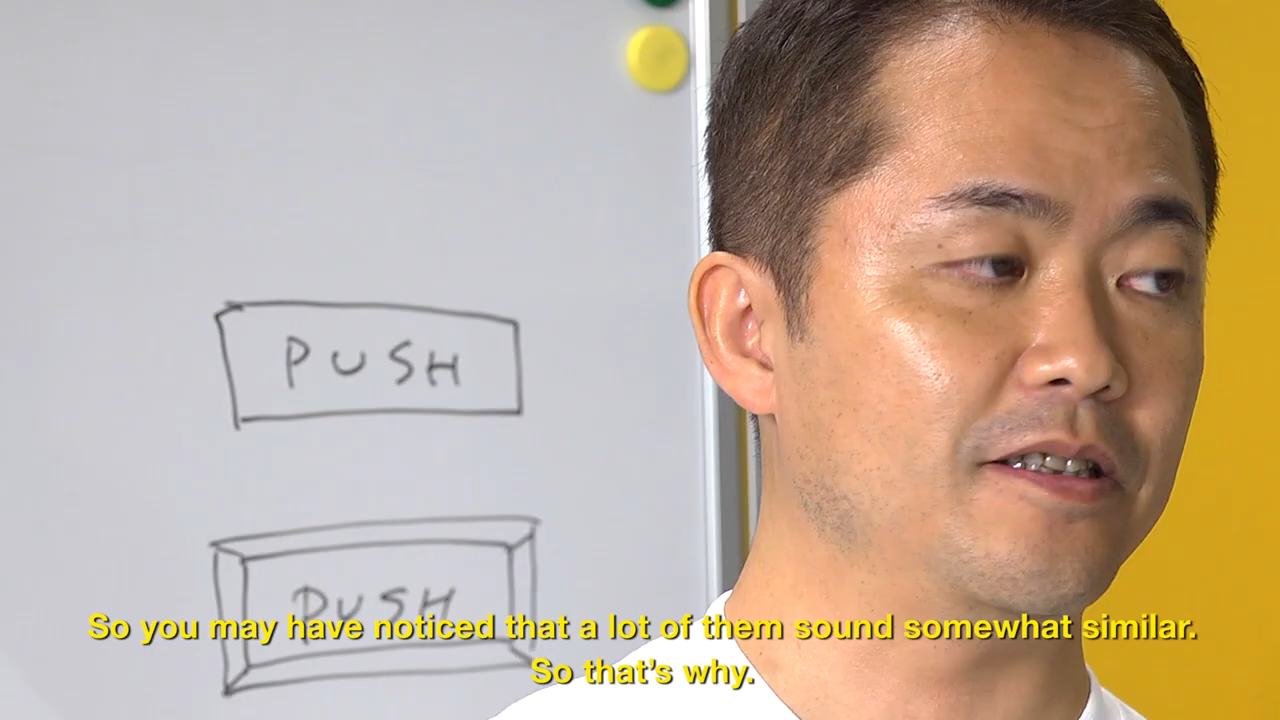 PUSH
PUSH
So you may have noticed that a lot of them sound somewhat similar.
So that's why.